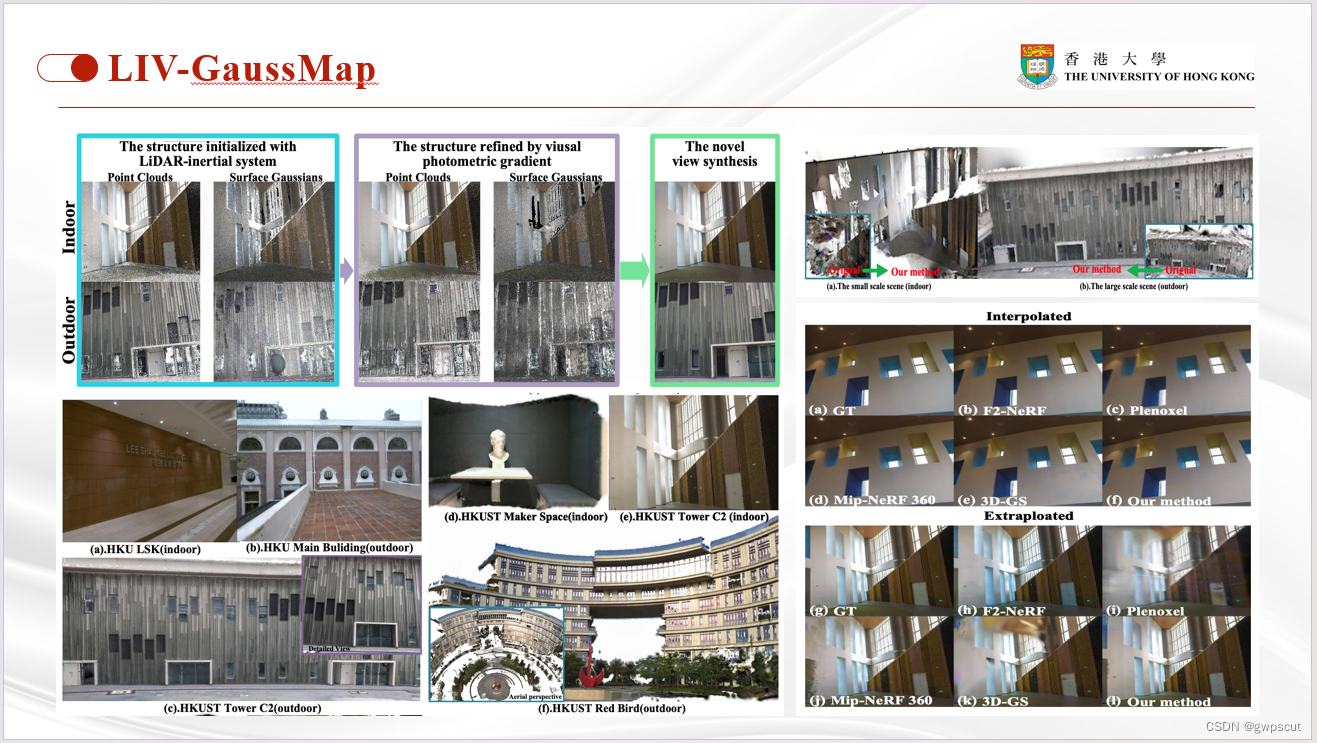 LIV-GaussMap
香 港 大 學
THE UNIVERSITY OF HONG KONG
The structure initialized with
LiDAR-inertial system
Point Clouds
Surface Gaussians
The structure refined by viusal
photometric gradient
Point Clouds
Surface Gaussians
The novel
view synthesis
Indoor
Outdoor
(a).HKU LSK(indoor)
(b).HKU Main Buliding(outdoor)
Detailed View
(c).HKUST Tower C2(outdoor)
(d).HKUST Maker Space(indoor)
(e).HKUST Tower C2 (indoor)
Aerial perspective
(f).HKUST Red Bird(outdoor)
Orignal
Our method
Our method
Orignal
(a).The small scale scene (indoor)
(b).The large scale scene (outdoor)
Interpolated
(a) GT
(b) F2-NeRF
(c) Plenoxel
(d) Mip-NeRF 360
(e) 3D-GS
(f) Our method
Extraploated
(g) GT
(h) F2-NeRF
(i) Plenoxel
(j) Mip-NeRF 360
(k) 3D-GS
(l) Our method
CSDN @gwpscut